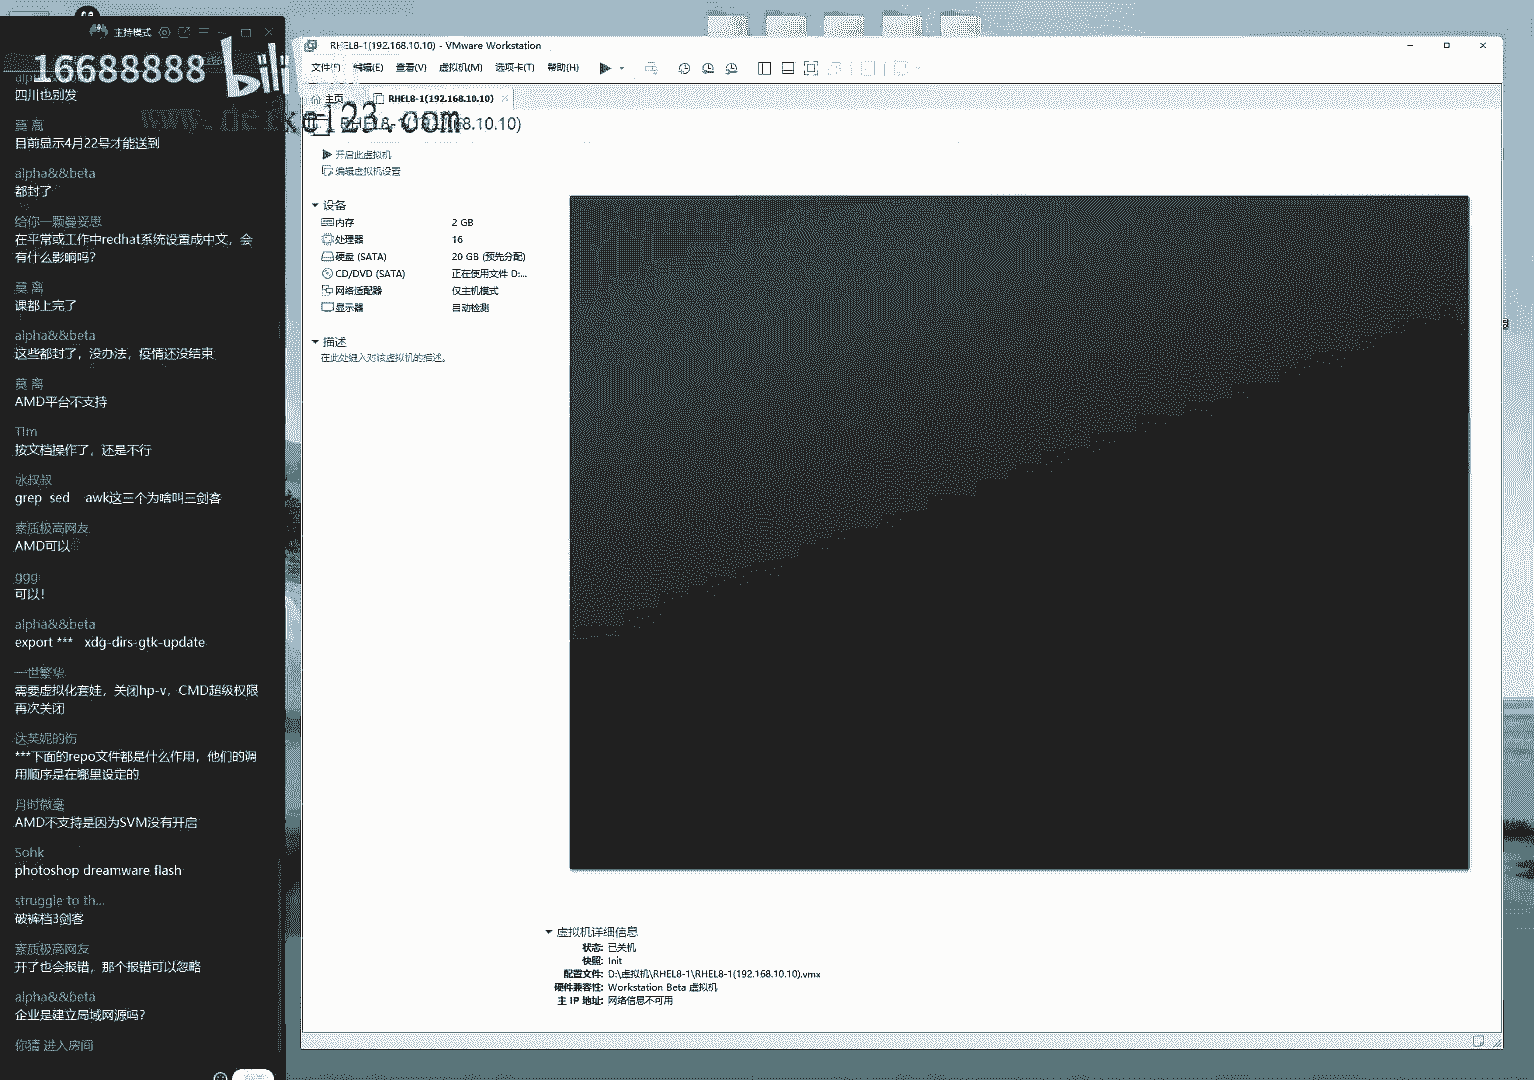 主持模式
16688888
bili
四川也别发
莫 离
目前显示4月22号才能送到
alpha&&beta
都封了
给你一颗曼妥思
在平常或工作中redhat系统设置成中文，会
有什么影响吗？
莫 离
课都上完了
alpha&&beta
这些都封了，没办法，疫情还没结束
莫 离
AMD平台不支持
Tim
按文档操作了，还是不行
冰叔叔
grep sed awk这三个为啥叫三剑客
素质极高网友
AMD可以
ggg
可以！
alpha&&beta
export *** xdg-dirs-gtk-update
一世繁华
需要虚拟化套娃，关闭hp-v，CMD超级权限
再次关闭
达芙妮的伤
***下面的repo文件都是什么作用，他们的调
用顺序是在哪里设定的
AMD不支持是因为SVM没有开启
Sohk
photoshop dreamware flash
struggle to th...
破裤档3剑客
素质极高网友
开了也会报错，那个报错可以忽略
alpha&&beta
企业是建立局域网源吗？
你猜 进入房间
RHEL8-1(192.168.10.10) - VMware Workstation
文件(F) 编辑(E) 查看(V) 虚拟机(M) 选项卡(T) 帮助(H)
主页 RHEL8-1(192.168.10.10)
开启此虚拟机
编辑虚拟机设置
设备
内存 2 GB
处理器 16
硬盘 (SATA) 20 GB (预先分配)
CD/DVD (SATA) 正在使用文件 D:...
网络适配器 仅主机模式
显示器 自动检测
描述
在此处键入对该虚拟机的描述。
虚拟机详细信息
状态: 已关机
快照: Init
配置文件: D:\虚拟机\RHEL8-1\RHEL8-1(192.168.10.10).vmx
硬件兼容性: Workstation Beta 虚拟机
主 IP 地址: 网络信息不可用